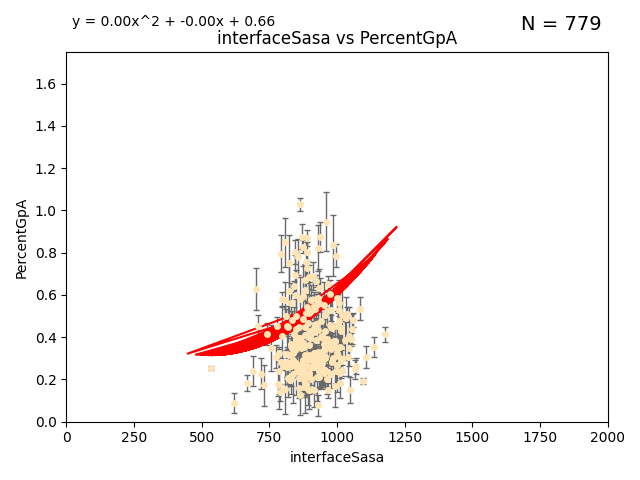 y = 0.00x^2 + -0.00x + 0.66
N = 779
interfaceSasa vs PercentGpA
PercentGpA
1.6
1.4
1.2
1.0
0.8
0.6
0.4
0.2
0.0
0 250 500 750 1000 1250 1500 1750 2000
interfaceSasa